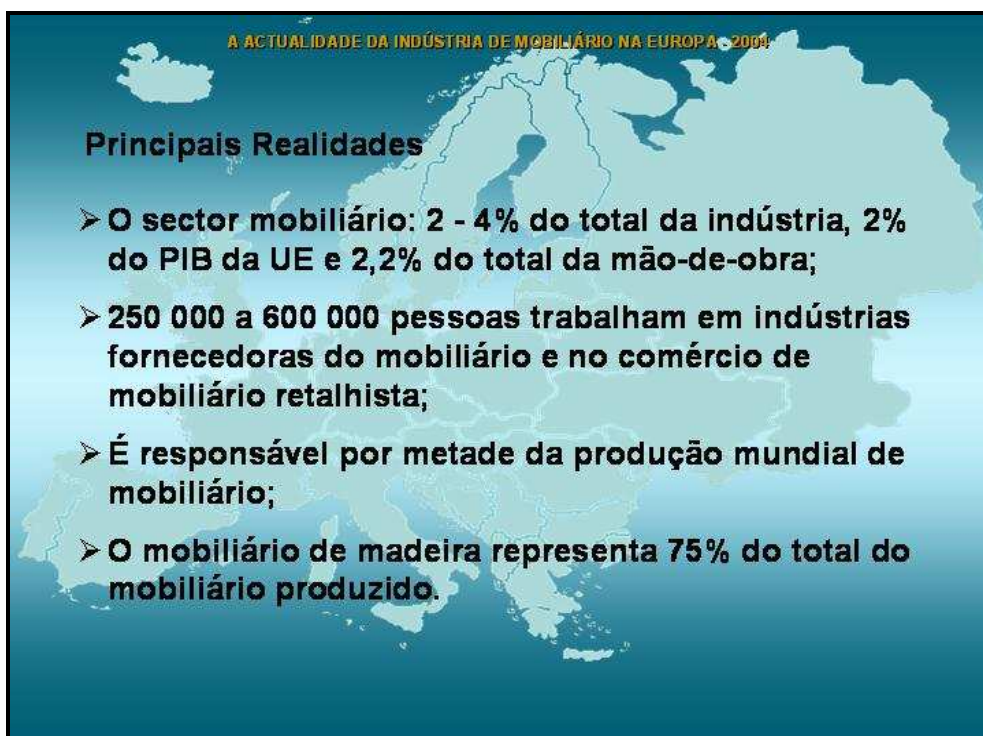 A ACTUALIDADE DA INDÚSTRIA DE MOBILIÁRIO NA EUROPA - 2004
Principais Realidades
➢ O sector mobiliário: 2 - 4% do total da indústria, 2%
do PIB da UE e 2,2% do total da mão-de-obra;
➢ 250 000 a 600 000 pessoas trabalham em indústrias
fornecedoras do mobiliário e no comércio de
mobiliário retalhista;
➢ É responsável por metade da produção mundial de
mobiliário;
➢ O mobiliário de madeira representa 75% do total do
mobiliário produzido.